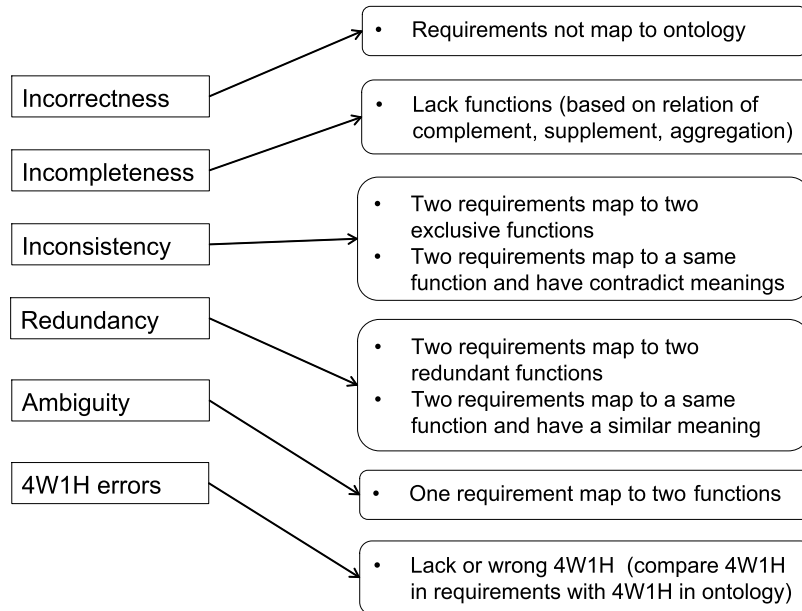 Incorrectness
• Requirements not map to ontology
Incompleteness
• Lack functions (based on relation of
complement, supplement, aggregation)
Inconsistency
• Two requirements map to two
exclusive functions
• Two requirements map to a same
function and have contradict meanings
Redundancy
• Two requirements map to two
redundant functions
• Two requirements map to a same
function and have a similar meaning
Ambiguity
• One requirement map to two functions
4W1H errors
• Lack or wrong 4W1H (compare 4W1H
in requirements with 4W1H in ontology)